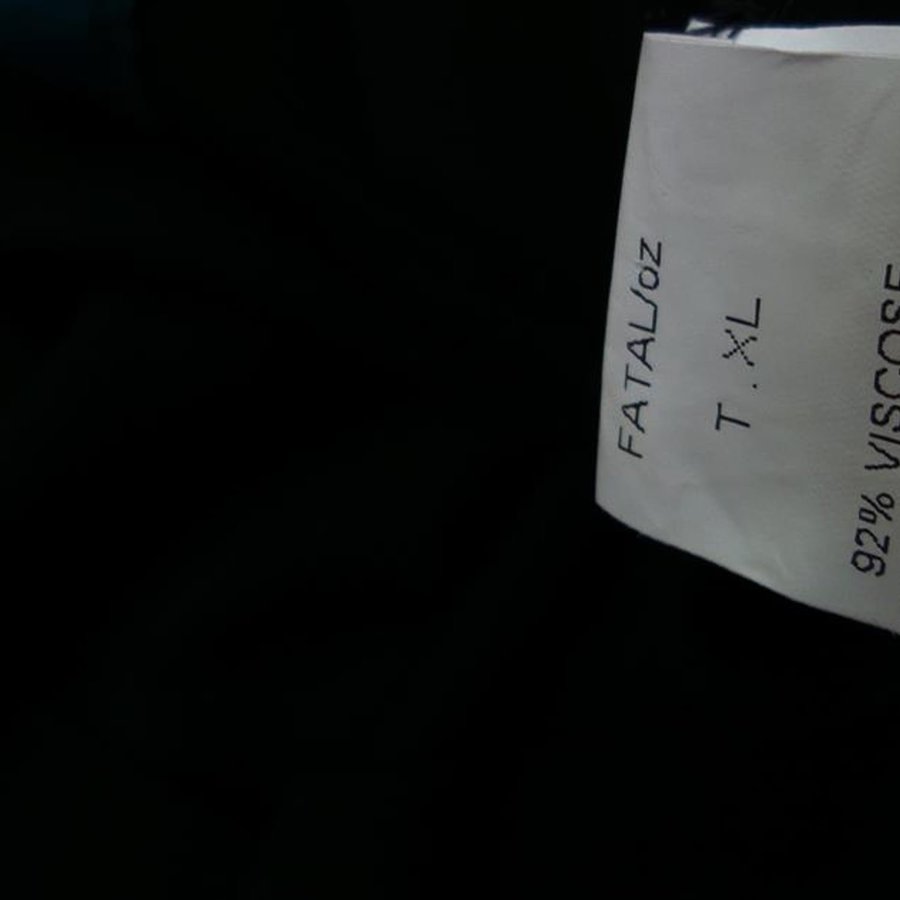 FATAL/oz
T.XL
92% VISCOSE